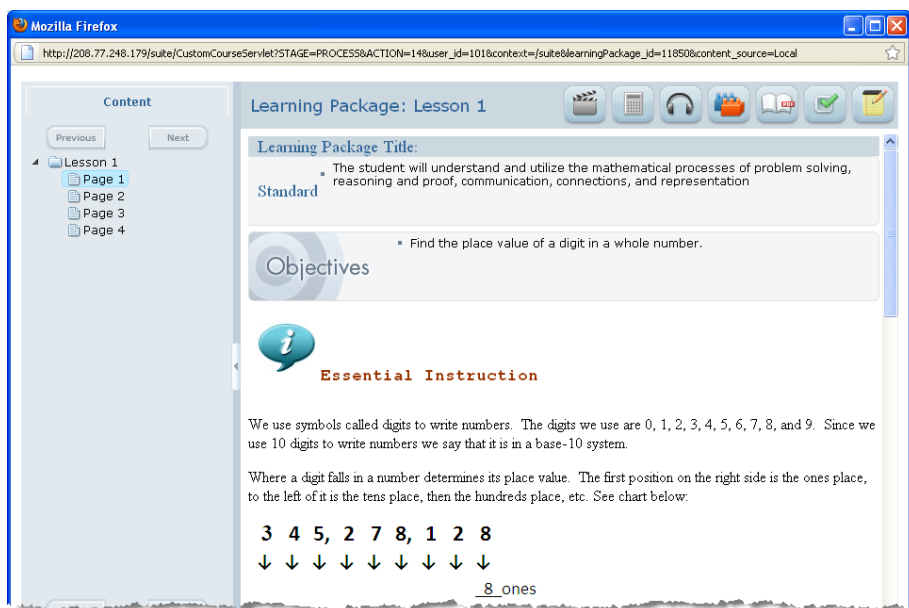 Mozilla Firefox
http://208.77.248.179/suite/CustomCourseServlet?STAGE=PROCESS&ACTION=14&user_id=101&context=/suite&learningPackage_id=11850&content_source=Local
Content
Previous
Next
Lesson 1
Page 1
Page 2
Page 3
Page 4
Learning Package: Lesson 1
PDF
Learning Package Title:
Standard
The student will understand and utilize the mathematical processes of problem solving,
reasoning and proof, communication, connections, and representation
Objectives
Find the place value of a digit in a whole number.
i
Essential Instruction
We use symbols called digits to write numbers. The digits we use are 0, 1, 2, 3, 4, 5, 6, 7, 8, and 9. Since we
use 10 digits to write numbers we say that it is in a base-10 system.
Where a digit falls in a number determines its place value. The first position on the right side is the ones place,
to the left of it is the tens place, then the hundreds place, etc. See chart below:
3 4 5, 2 7 8, 1 2 8
↓ ↓ ↓ ↓ ↓ ↓ ↓ ↓ ↓
8 ones